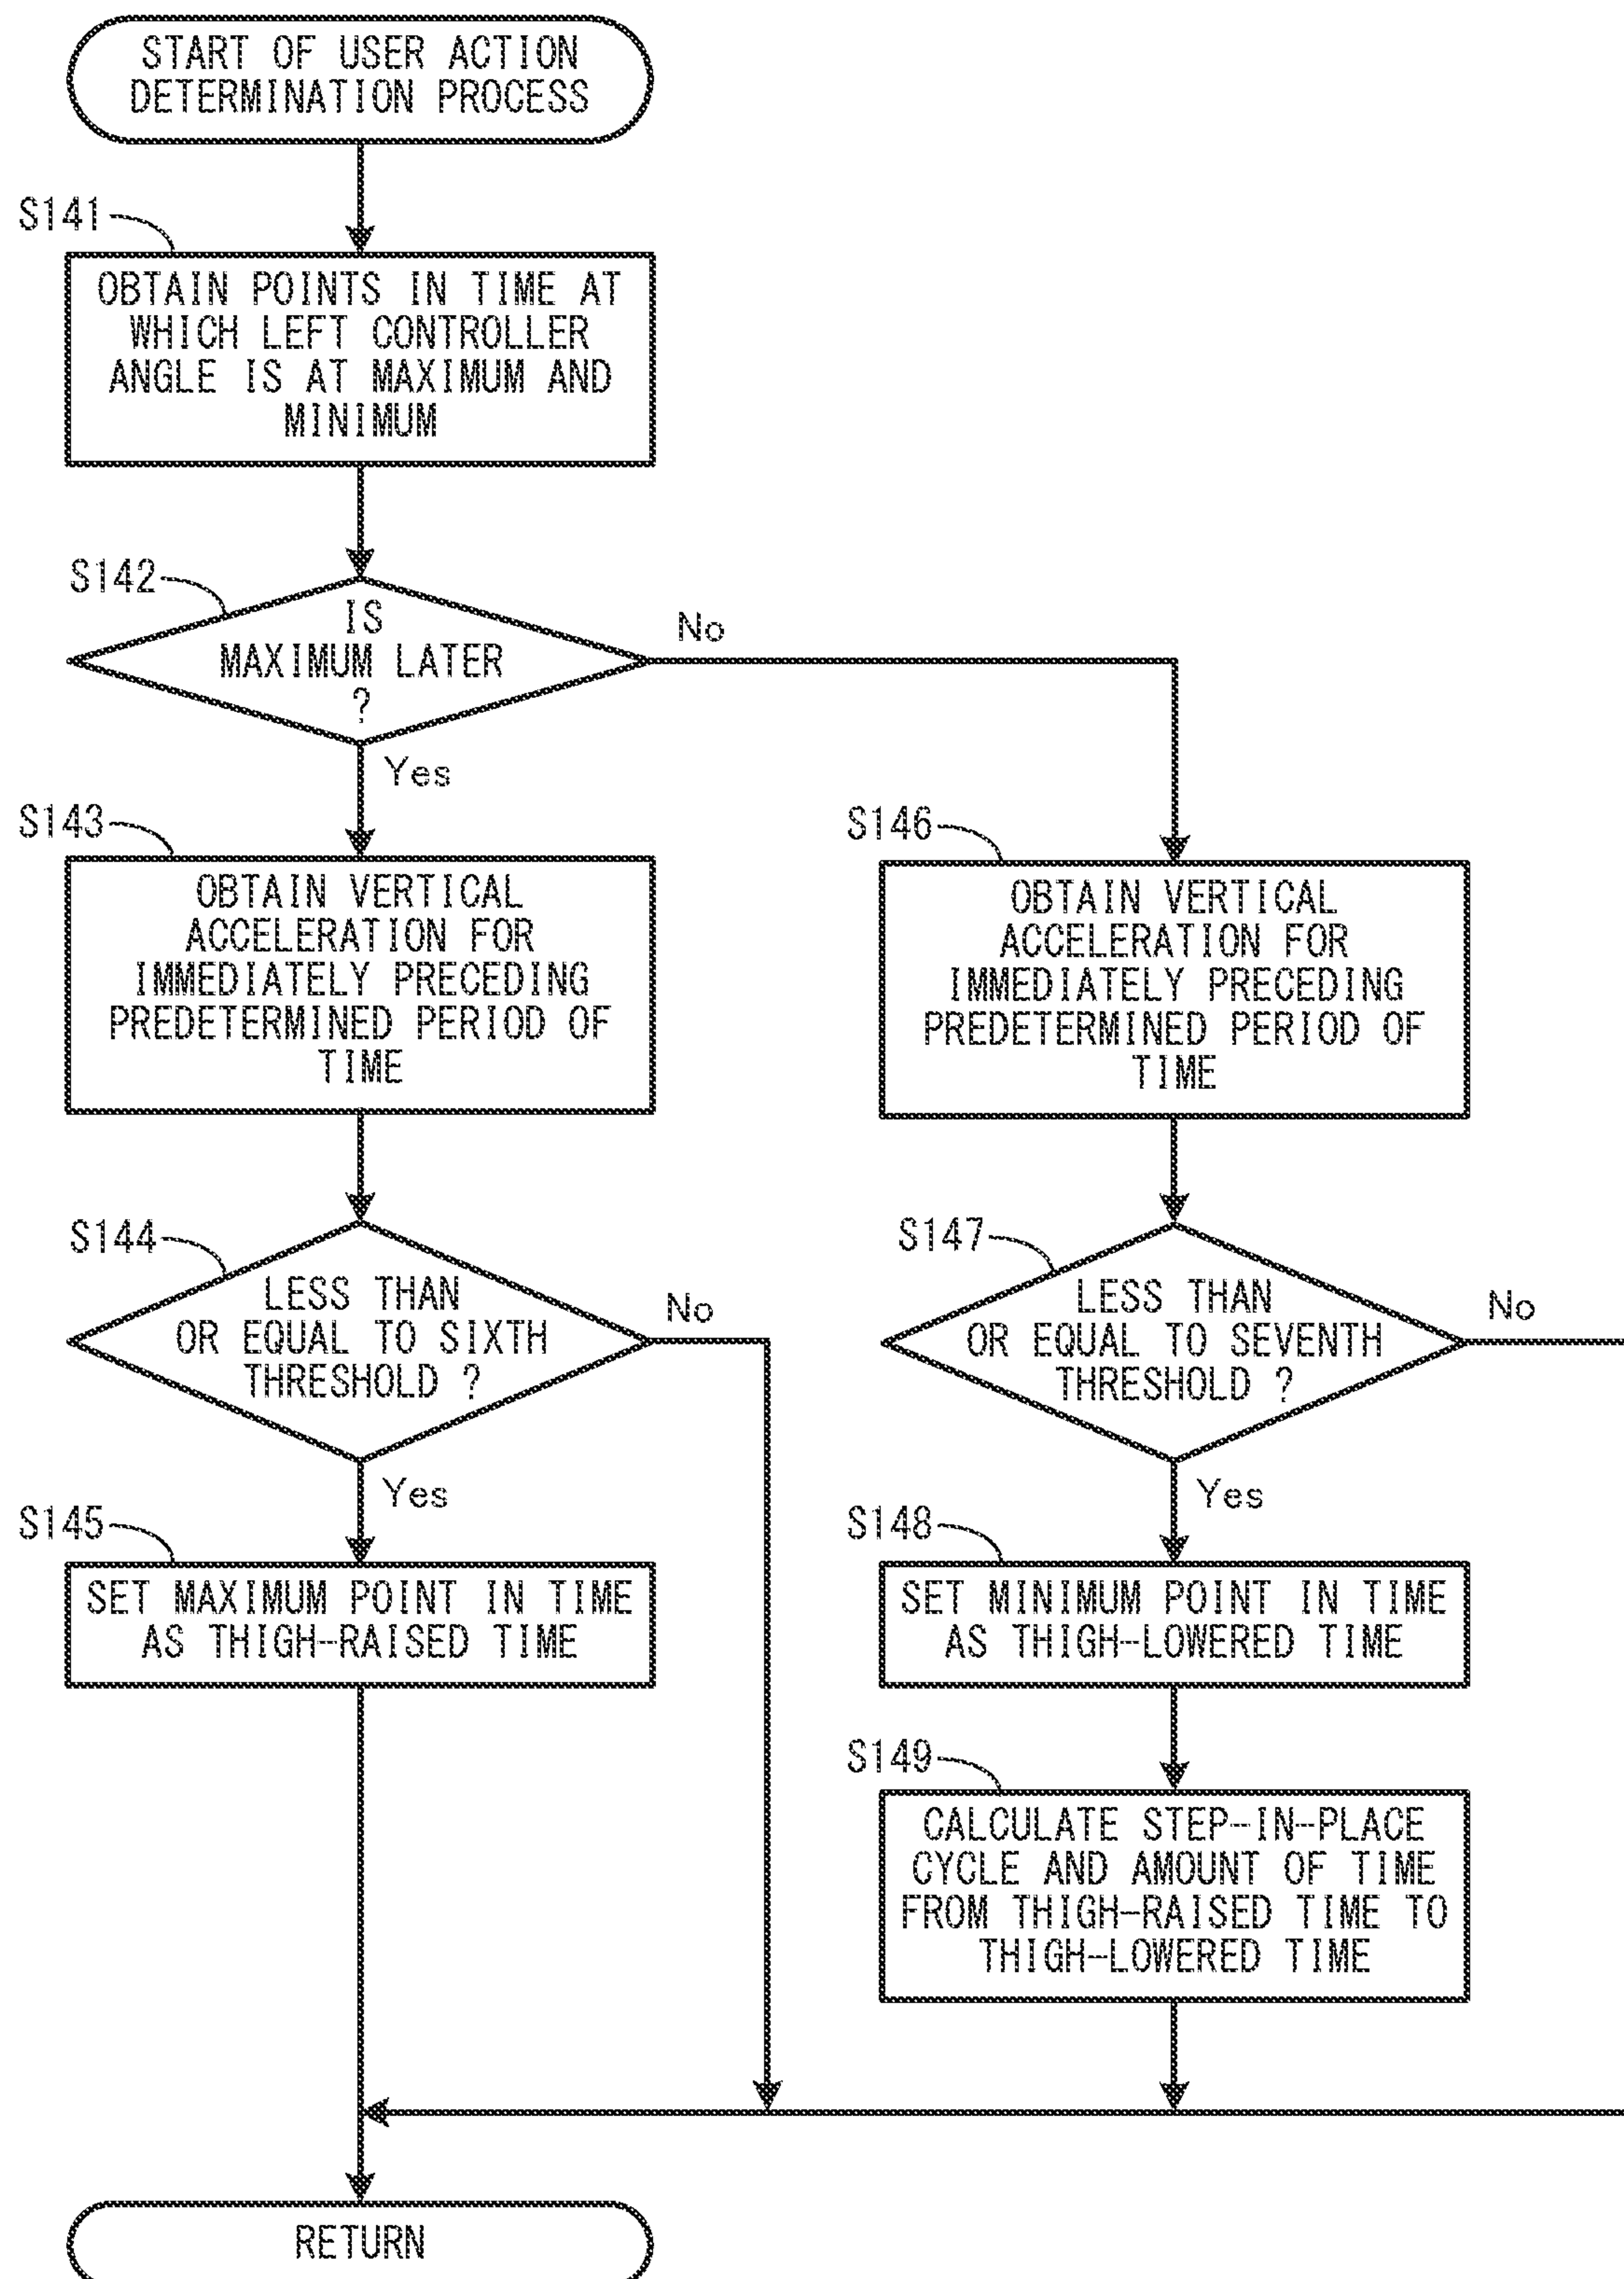 START OF USER ACTION
DETERMINATION PROCESS
S141
OBTAIN POINTS IN TIME AT
WHICH LEFT CONTROLLER
ANGLE IS AT MAXIMUM AND
MINIMUM
S142
IS
MAXIMUM LATER
?
No
Yes
S143
OBTAIN VERTICAL
ACCELERATION FOR
IMMEDIATELY PRECEDING
PREDETERMINED PERIOD OF
TIME
S144
LESS THAN
OR EQUAL TO SIXTH
THRESHOLD ?
No
Yes
S145
SET MAXIMUM POINT IN TIME
AS THIGH-RAISED TIME
S146
OBTAIN VERTICAL
ACCELERATION FOR
IMMEDIATELY PRECEDING
PREDETERMINED PERIOD OF
TIME
S147
LESS THAN
OR EQUAL TO SEVENTH
THRESHOLD ?
No
Yes
S148
SET MINIMUM POINT IN TIME
AS THIGH-LOWERED TIME
S149
CALCULATE STEP-IN-PLACE
CYCLE AND AMOUNT OF TIME
FROM THIGH-RAISED TIME TO
THIGH-LOWERED TIME
RETURN